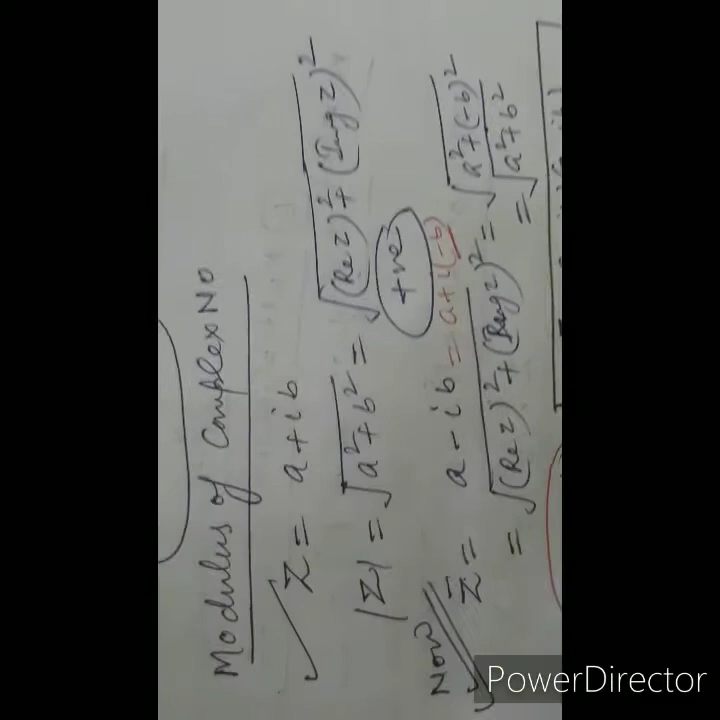 Modulus of Complex No
Z = a + ib
|Z| = √a²+b² = √(Re z)²+(Img z)²
+ve
Now
Z̄ = a - ib = a+i(-b)
= √(Re z)²+(Img z)² = √a²+(-b)²
= √a²+b²
PowerDirector